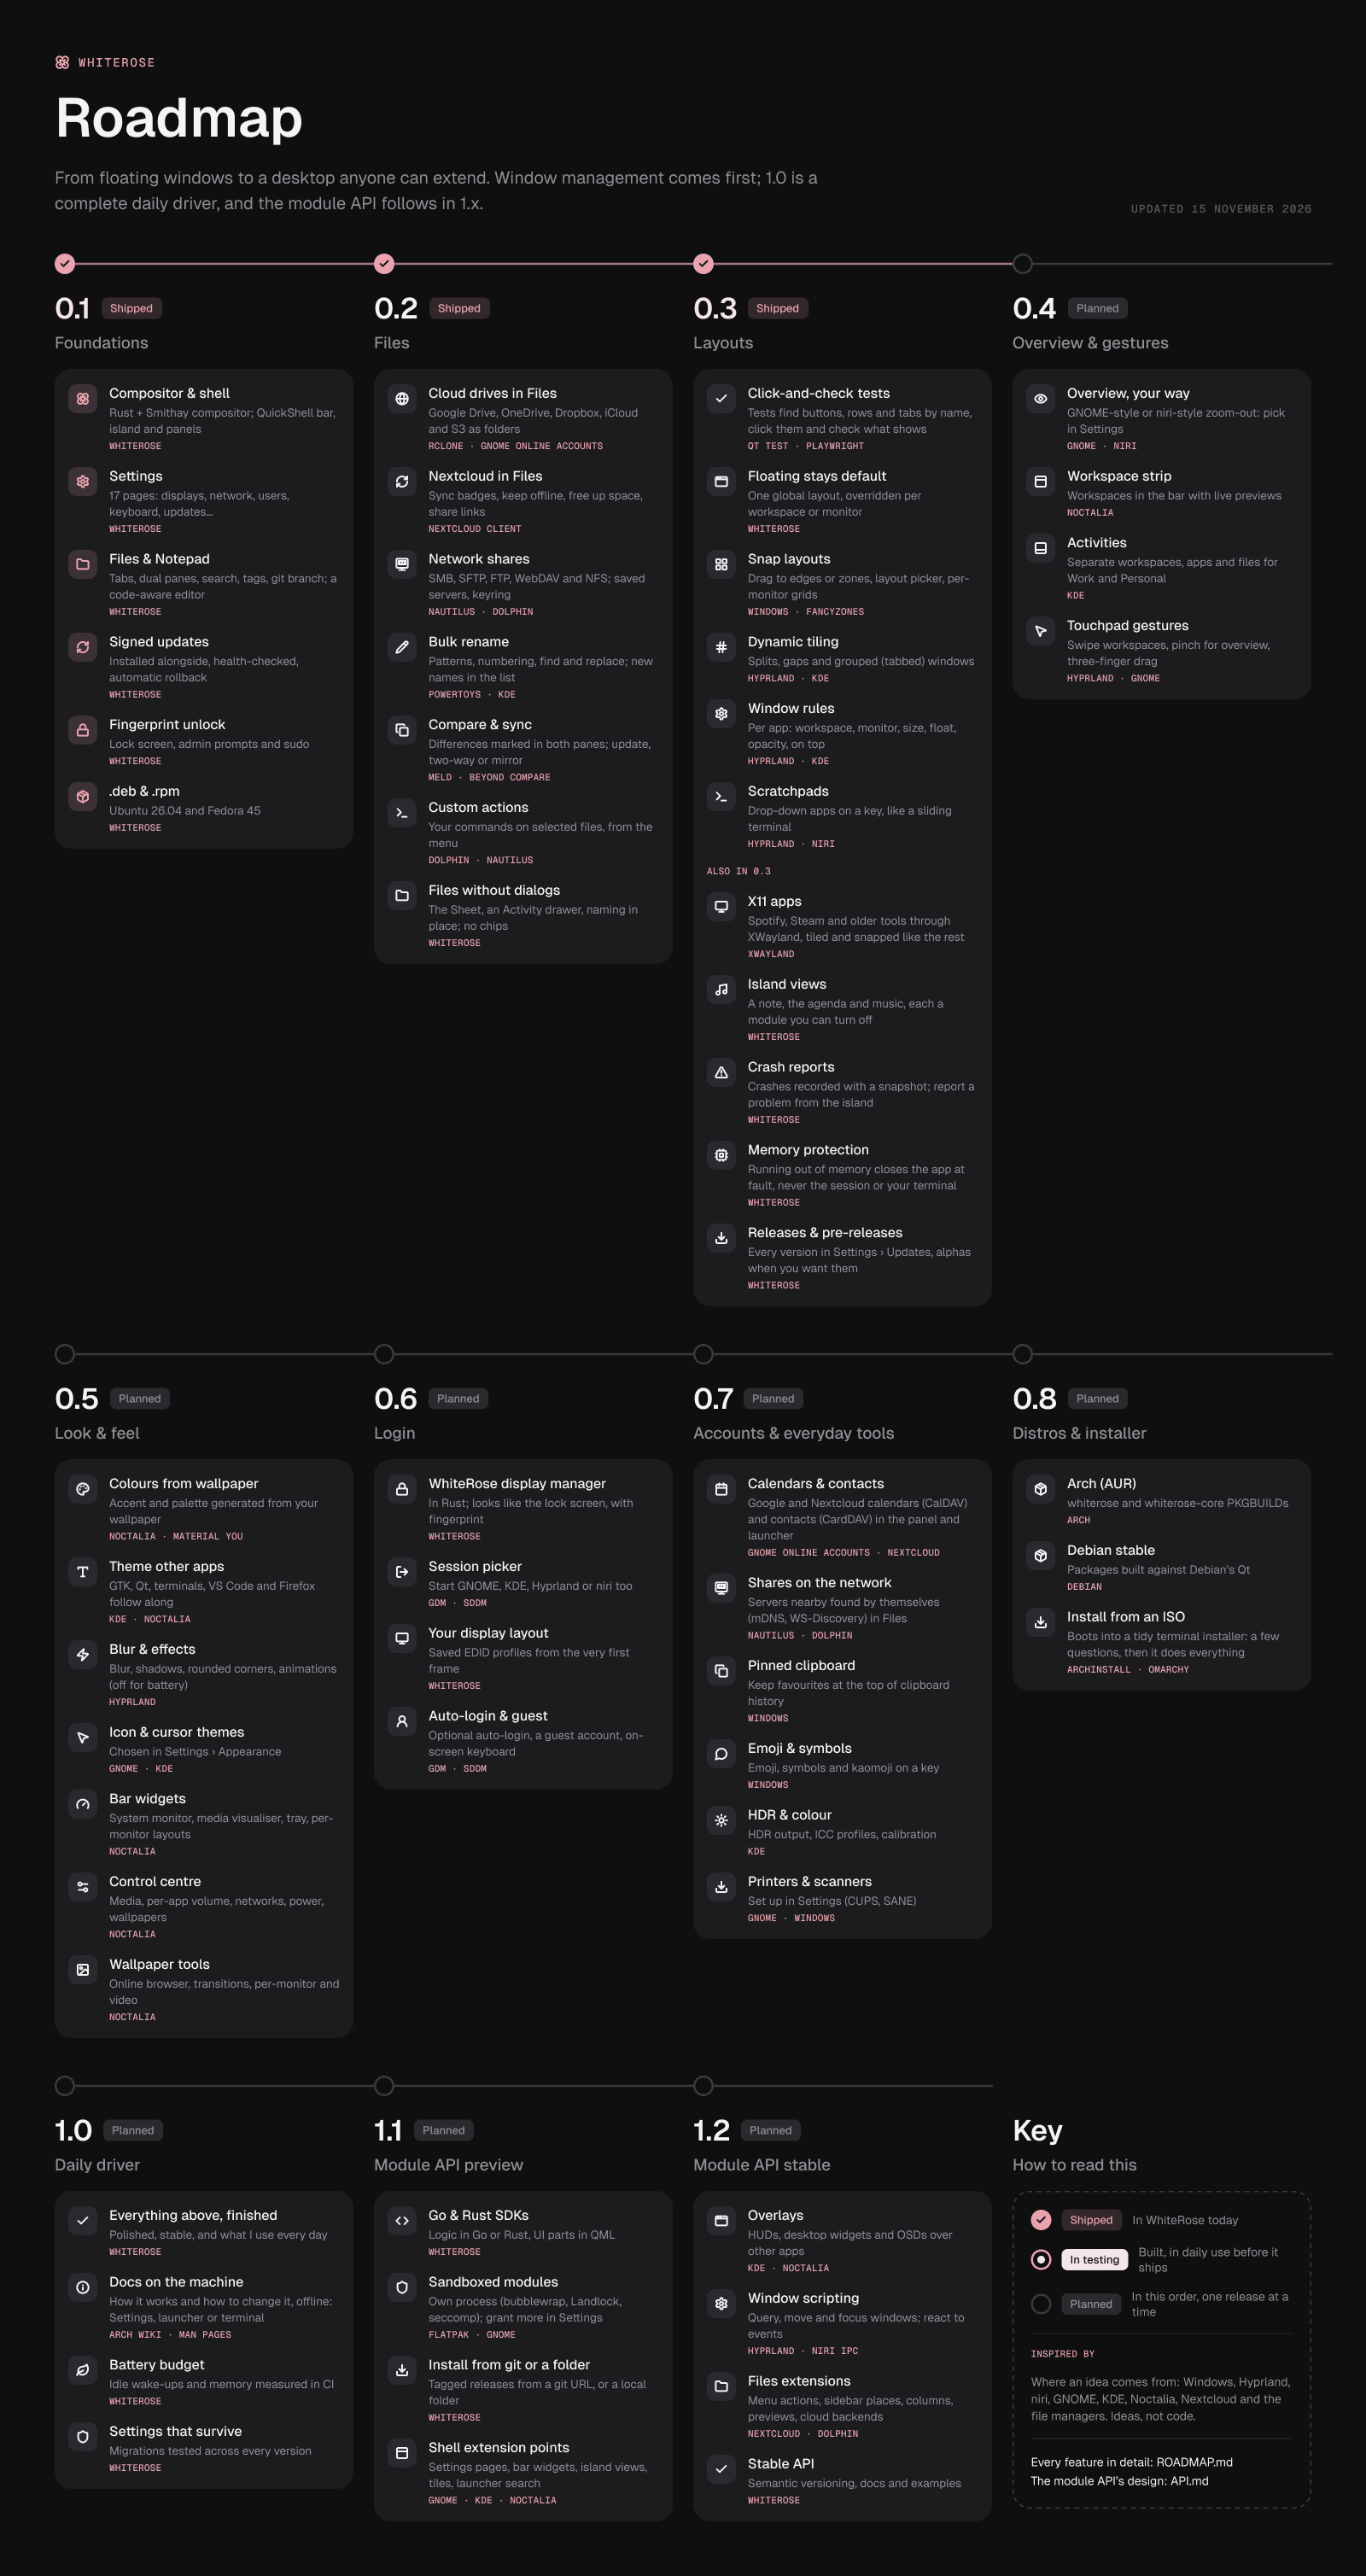 WHITEROSE
Roadmap
From floating windows to a desktop anyone can extend. Window management comes first; 1.0 is a
complete daily driver, and the module API follows in 1.x.
UPDATED 15 NOVEMBER 2026
0.1 Shipped
Foundations
Compositor & shell
Rust + Smithay compositor; QuickShell bar,
island and panels
WHITEROSE
Settings
17 pages: displays, network, users,
keyboard, updates…
WHITEROSE
Files & Notepad
Tabs, dual panes, search, tags, git branch; a
code-aware editor
WHITEROSE
Signed updates
Installed alongside, health-checked,
automatic rollback
WHITEROSE
Fingerprint unlock
Lock screen, admin prompts and sudo
WHITEROSE
.deb & .rpm
Ubuntu 26.04 and Fedora 45
WHITEROSE
0.2 Shipped
Files
Cloud drives in Files
Google Drive, OneDrive, Dropbox, iCloud
and S3 as folders
RCLONE · GNOME ONLINE ACCOUNTS
Nextcloud in Files
Sync badges, keep offline, free up space,
share links
NEXTCLOUD CLIENT
Network shares
SMB, SFTP, FTP, WebDAV and NFS; saved
servers, keyring
NAUTILUS · DOLPHIN
Bulk rename
Patterns, numbering, find and replace; new
names in the list
POWERTOYS · KDE
Compare & sync
Differences marked in both panes; update,
two-way or mirror
MELD · BEYOND COMPARE
Custom actions
Your commands on selected files, from the
menu
DOLPHIN · NAUTILUS
Files without dialogs
The Sheet, an Activity drawer, naming in
place; no chips
WHITEROSE
0.3 Shipped
Layouts
Click-and-check tests
Tests find buttons, rows and tabs by name,
click them and check what shows
QT TEST · PLAYWRIGHT
Floating stays default
One global layout, overridden per
workspace or monitor
WHITEROSE
Snap layouts
Drag to edges or zones, layout picker, per-
monitor grids
WINDOWS · FANCYZONES
Dynamic tiling
Splits, gaps and grouped (tabbed) windows
HYPRLAND · KDE
Window rules
Per app: workspace, monitor, size, float,
opacity, on top
HYPRLAND · KDE
Scratchpads
Drop-down apps on a key, like a sliding
terminal
HYPRLAND · NIRI
ALSO IN 0.3
X11 apps
Spotify, Steam and older tools through
XWayland, tiled and snapped like the rest
XWAYLAND
Island views
A note, the agenda and music, each a
module you can turn off
WHITEROSE
Crash reports
Crashes recorded with a snapshot; report a
problem from the island
WHITEROSE
Memory protection
Running out of memory closes the app at
fault, never the session or your terminal
WHITEROSE
Releases & pre-releases
Every version in Settings › Updates, alphas
when you want them
WHITEROSE
0.4 Planned
Overview & gestures
Overview, your way
GNOME-style or niri-style zoom-out: pick
in Settings
GNOME · NIRI
Workspace strip
Workspaces in the bar with live previews
NOCTALIA
Activities
Separate workspaces, apps and files for
Work and Personal
KDE
Touchpad gestures
Swipe workspaces, pinch for overview,
three-finger drag
HYPRLAND · GNOME
0.5 Planned
Look & feel
Colours from wallpaper
Accent and palette generated from your
wallpaper
NOCTALIA · MATERIAL YOU
Theme other apps
GTK, Qt, terminals, VS Code and Firefox
follow along
KDE · NOCTALIA
Blur & effects
Blur, shadows, rounded corners, animations
(off for battery)
HYPRLAND
Icon & cursor themes
Chosen in Settings › Appearance
GNOME · KDE
Bar widgets
System monitor, media visualiser, tray, per-
monitor layouts
NOCTALIA
Control centre
Media, per-app volume, networks, power,
wallpapers
NOCTALIA
Wallpaper tools
Online browser, transitions, per-monitor and
video
NOCTALIA
0.6 Planned
Login
WhiteRose display manager
In Rust; looks like the lock screen, with
fingerprint
WHITEROSE
Session picker
Start GNOME, KDE, Hyprland or niri too
GDM · SDDM
Your display layout
Saved EDID profiles from the very first
frame
WHITEROSE
Auto-login & guest
Optional auto-login, a guest account, on-
screen keyboard
GDM · SDDM
0.7 Planned
Accounts & everyday tools
Calendars & contacts
Google and Nextcloud calendars (CalDAV)
and contacts (CardDAV) in the panel and
launcher
GNOME ONLINE ACCOUNTS · NEXTCLOUD
Shares on the network
Servers nearby found by themselves
(mDNS, WS-Discovery) in Files
NAUTILUS · DOLPHIN
Pinned clipboard
Keep favourites at the top of clipboard
history
WINDOWS
Emoji & symbols
Emoji, symbols and kaomoji on a key
WINDOWS
HDR & colour
HDR output, ICC profiles, calibration
KDE
Printers & scanners
Set up in Settings (CUPS, SANE)
GNOME · WINDOWS
0.8 Planned
Distros & installer
Arch (AUR)
whiterose and whiterose-core PKGBUILDs
ARCH
Debian stable
Packages built against Debian's Qt
DEBIAN
Install from an ISO
Boots into a tidy terminal installer: a few
questions, then it does everything
ARCHINSTALL · OMARCHY
1.0 Planned
Daily driver
Everything above, finished
Polished, stable, and what I use every day
WHITEROSE
Docs on the machine
How it works and how to change it, offline:
Settings, launcher or terminal
ARCH WIKI · MAN PAGES
Battery budget
Idle wake-ups and memory measured in CI
WHITEROSE
Settings that survive
Migrations tested across every version
WHITEROSE
1.1 Planned
Module API preview
Go & Rust SDKs
Logic in Go or Rust, UI parts in QML
WHITEROSE
Sandboxed modules
Own process (bubblewrap, Landlock,
seccomp); grant more in Settings
FLATPAK · GNOME
Install from git or a folder
Tagged releases from a git URL, or a local
folder
WHITEROSE
Shell extension points
Settings pages, bar widgets, island views,
tiles, launcher search
GNOME · KDE · NOCTALIA
1.2 Planned
Module API stable
Overlays
HUDs, desktop widgets and OSDs over
other apps
KDE · NOCTALIA
Window scripting
Query, move and focus windows; react to
events
HYPRLAND · NIRI IPC
Files extensions
Menu actions, sidebar places, columns,
previews, cloud backends
NEXTCLOUD · DOLPHIN
Stable API
Semantic versioning, docs and examples
WHITEROSE
Key
How to read this
Shipped In WhiteRose today
In testing Built, in daily use before it
ships
Planned In this order, one release at a
time
INSPIRED BY
Where an idea comes from: Windows, Hyprland,
niri, GNOME, KDE, Noctalia, Nextcloud and the
file managers. Ideas, not code.
Every feature in detail: ROADMAP.md
The module API's design: API.md